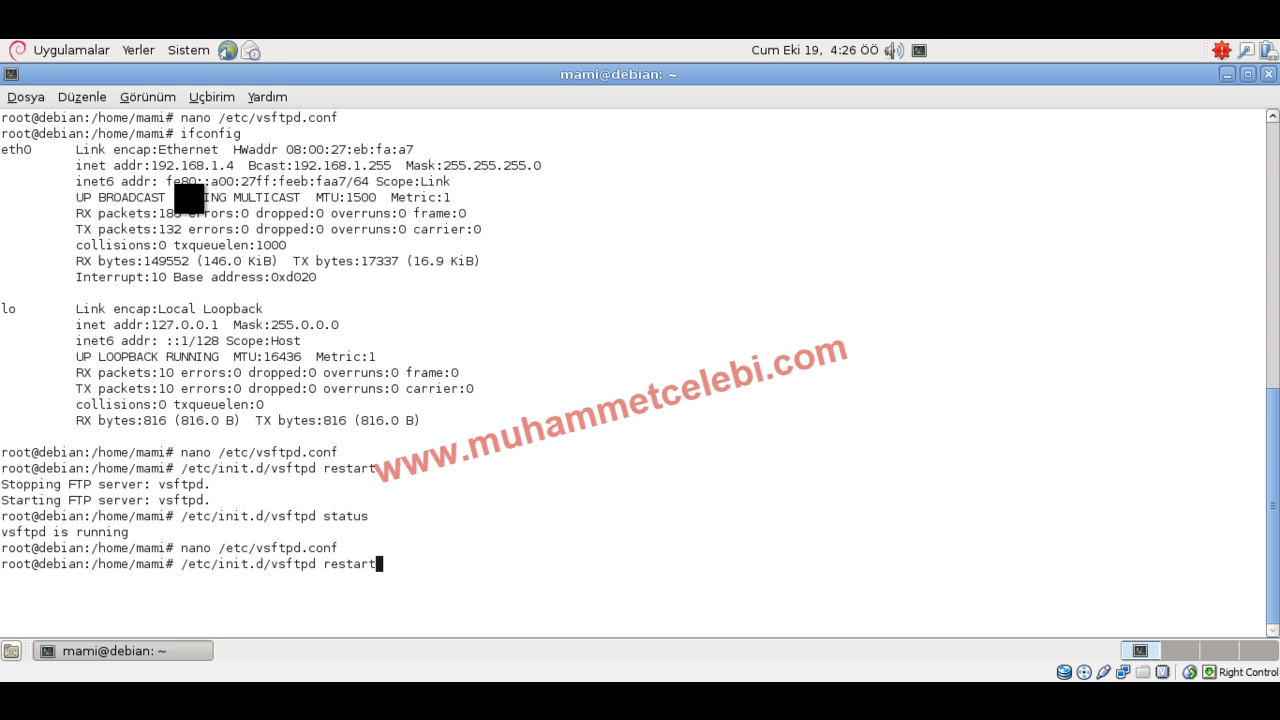 Uygulamalar Yerler Sistem Cum Eki 19, 4:26 ÖÖ
mami@debian: ~
Dosya Düzenle Görünüm Uçbirim Yardım
root@debian:/home/mami# nano /etc/vsftpd.conf
root@debian:/home/mami# ifconfig
eth0 Link encap:Ethernet HWaddr 08:00:27:eb:fa:a7
inet addr:192.168.1.4 Bcast:192.168.1.255 Mask:255.255.255.0
inet6 addr: fe80::a00:27ff:feeb:faa7/64 Scope:Link
UP BROADCAST MULTICAST MTU:1500 Metric:1
RX errors:0 dropped:0 overruns:0 frame:0
TX packets:132 errors:0 dropped:0 overruns:0 carrier:0
collisions:0 txqueuelen:1000
RX bytes:149552 (146.0 KiB) TX bytes:17337 (16.9 KiB)
Interrupt:10 Base address:0xd020
lo Link encap:Local Loopback
inet addr:127.0.0.1 Mask:255.0.0.0
inet6 addr: ::1/128 Scope:Host
UP LOOPBACK RUNNING MTU:16436 Metric:1
RX packets:10 errors:0 dropped:0 overruns:0 frame:0
TX packets:10 errors:0 dropped:0 overruns:0 carrier:0
collisions:0 txqueuelen:0
RX bytes:816 (816.0 B) TX bytes:816 (816.0 B)
www.muhammetcelebi.com
root@debian:/home/mami# nano /etc/vsftpd.conf
root@debian:/home/mami# /etc/init.d/vsftpd restart
Stopping FTP server: vsftpd.
Starting FTP server: vsftpd.
root@debian:/home/mami# /etc/init.d/vsftpd status
vsftpd is running
root@debian:/home/mami# nano /etc/vsftpd.conf
root@debian:/home/mami# /etc/init.d/vsftpd restart
mami@debian: ~
Right Control